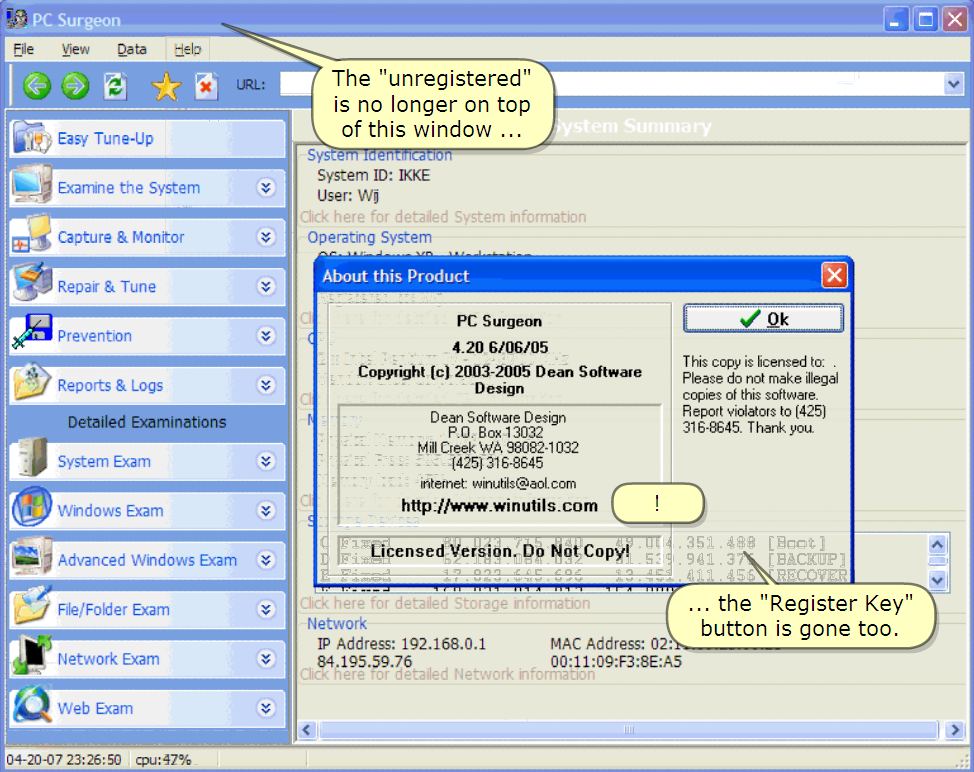 PC Surgeon
File View Data Help
URL:
The "unregistered"
is no longer on top
of this window ...
System Summary
Easy Tune-Up
Examine the System
Capture & Monitor
Repair & Tune
Prevention
Reports & Logs
Detailed Examinations
System Exam
Windows Exam
Advanced Windows Exam
File/Folder Exam
Network Exam
Web Exam
System Identification
System ID: IKKE
User: Wij
Click here for detailed System information
Operating System
OS: Windows XP - Workstation
About this Product
PC Surgeon
4.20 6/06/05
Copyright (c) 2003-2005 Dean Software
Design
Dean Software Design
P.O. Box 13032
Mill Creek WA 98082-1032
(425) 316-8645
internet: winutils@aol.com
http://www.winutils.com
Licensed Version. Do Not Copy!
Ok
This copy is licensed to: .
Please do not make illegal
copies of this software.
Report violators to (425)
316-8645. Thank you.
!
[Boot]
[BACKUP]
[RECOVER
... the "Register Key"
button is gone too.
Click here for detailed Storage information
Network
IP Address: 192.168.0.1 MAC Address:
84.195.59.76 00:11:09:F3:8E:A5
Click here for detailed Network information
04-20-07 23:26:50 cpu:47%